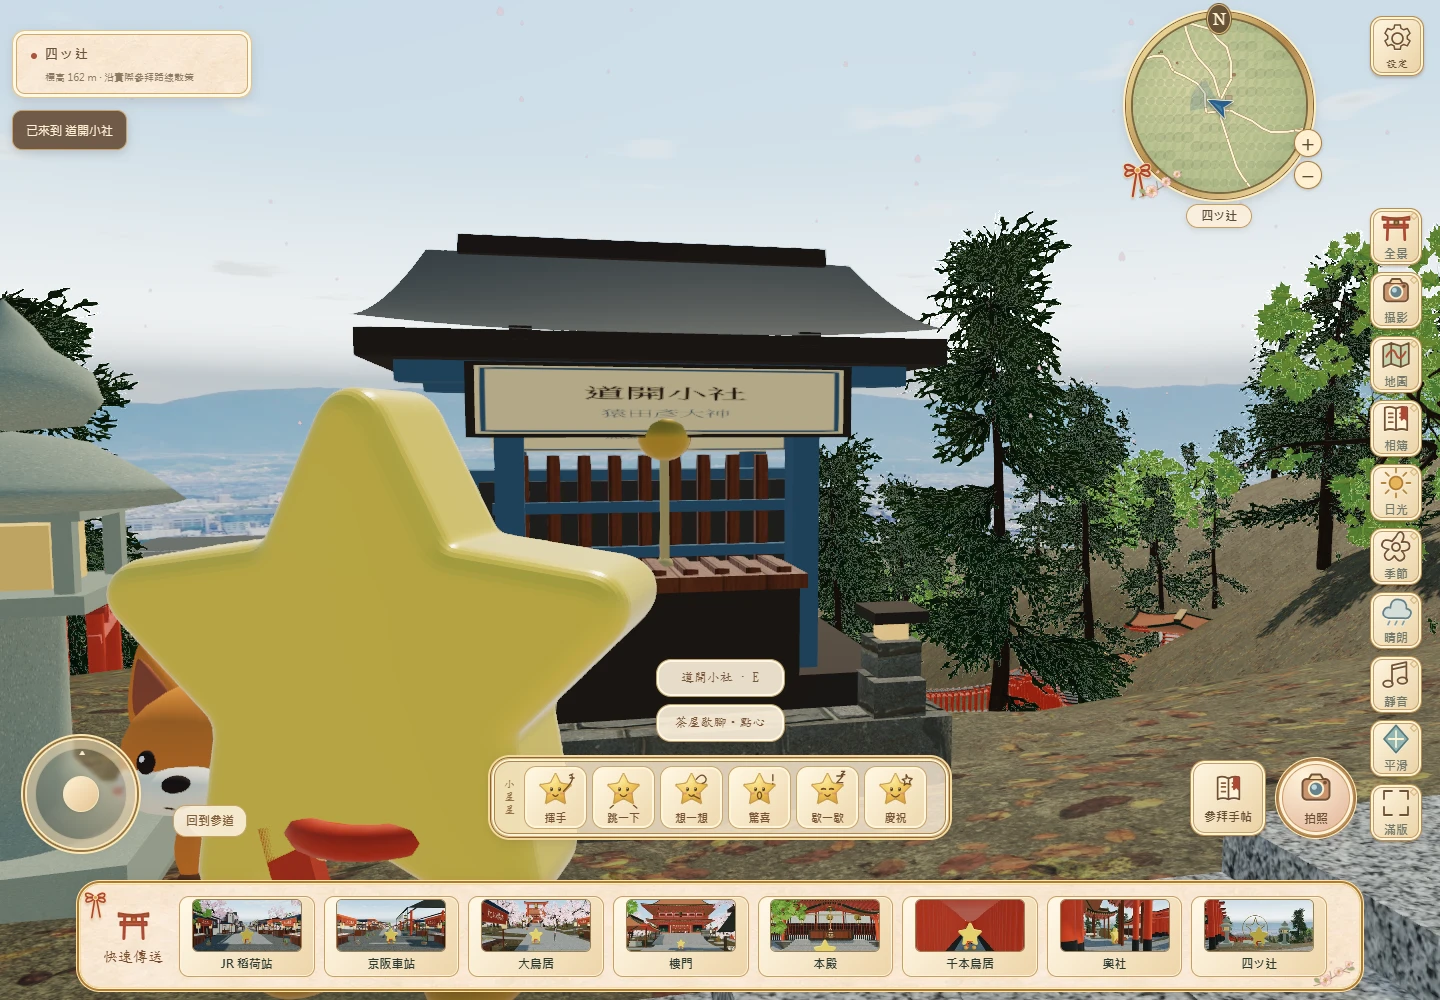 四ッ辻
標高 162 m · 沿實際參拜路線散策
已來到 道開小社
N
+
−
四ッ辻
設定
全景
攝影
地圖
相簿
日光
季節
晴朗
靜音
平滑
滿版
道開小社
猿田彥大神
道開小社 · E
茶屋歇腳・點心
小星星
揮手
跳一下
想一想
驚喜
歇一歇
慶祝
回到參道
參拜手帖
拍照
快速傳送
JR 稻荷站
京阪車站
大鳥居
樓門
本殿
千本鳥居
奧社
四ッ辻